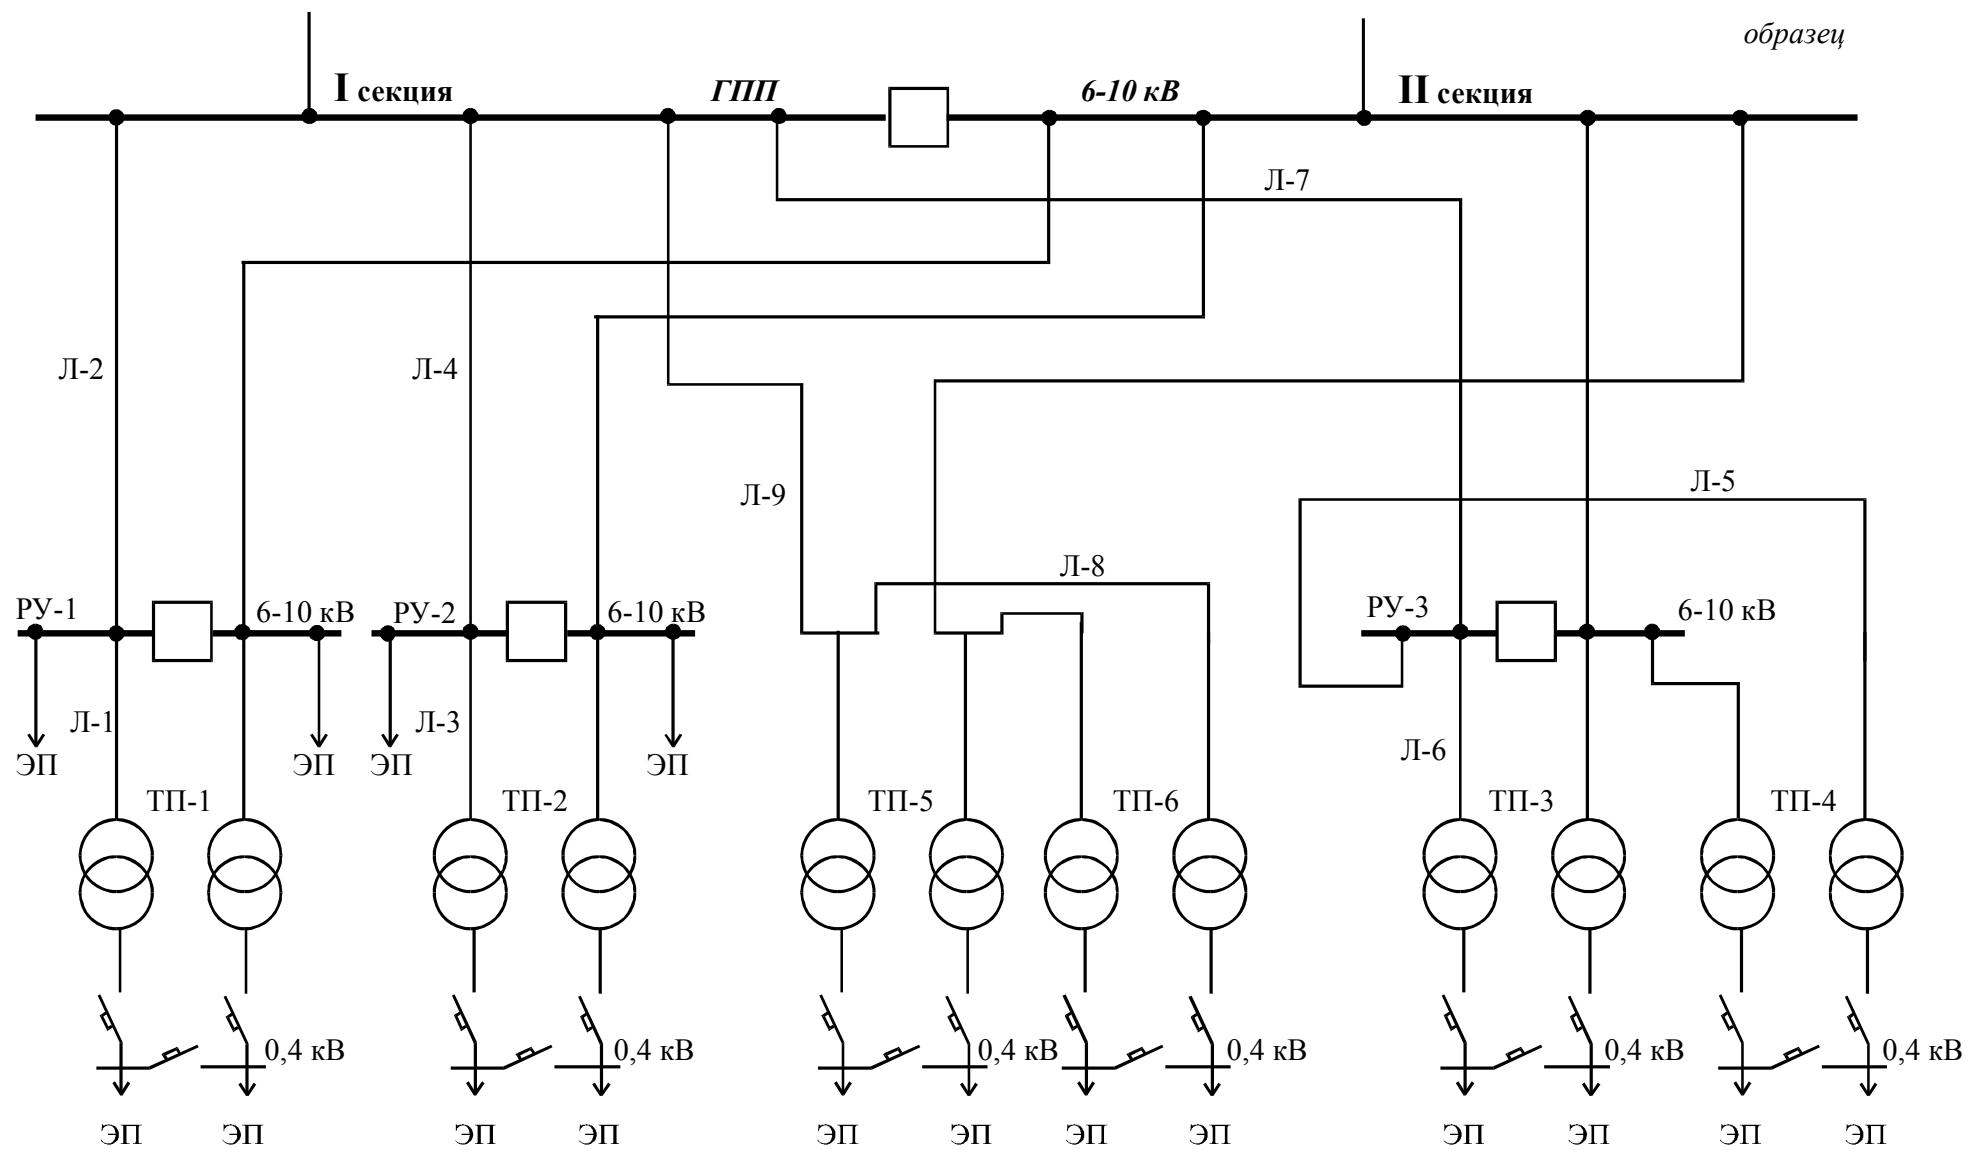 образец
I секция
ГПП
6-10 кВ
II секция
Л-7
Л-2
Л-4
Л-9
Л-5
Л-8
РУ-1
6-10 кВ
РУ-2
6-10 кВ
РУ-3
6-10 кВ
Л-1
Л-3
Л-6
ЭП
ЭП
ЭП
ЭП
ТП-1
ТП-2
ТП-5
ТП-6
ТП-3
ТП-4
0,4 кВ
0,4 кВ
0,4 кВ
0,4 кВ
0,4 кВ
0,4 кВ
ЭП
ЭП
ЭП
ЭП
ЭП
ЭП
ЭП
ЭП
ЭП
ЭП
ЭП
ЭП